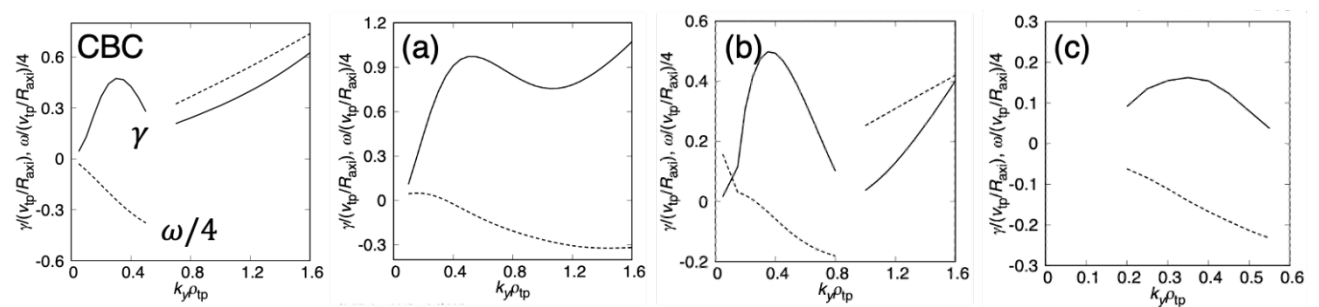 CBC
γ/(v_tp/R_axi), ω/(v_tp/R_axi)/4
0.6
0.3
0
-0.3
-0.6
γ
ω/4
0 0.4 0.8 1.2 1.6
k_yρ_tp
(a)
γ/(v_tp/R_axi), ω/(v_tp/R_axi)/4
1.2
0.9
0.6
0.3
0
-0.3
0 0.4 0.8 1.2 1.6
k_yρ_tp
(b)
γ/(v_tp/R_axi), ω/(v_tp/R_axi)/4
0.6
0.4
0.2
0
-0.2
0 0.4 0.8 1.2 1.6
k_yρ_tp
(c)
γ/(v_tp/R_axi), ω/(v_tp/R_axi)/4
0.3
0.2
0.1
0
-0.1
-0.2
-0.3
0 0.1 0.2 0.3 0.4 0.5 0.6
k_yρ_tp